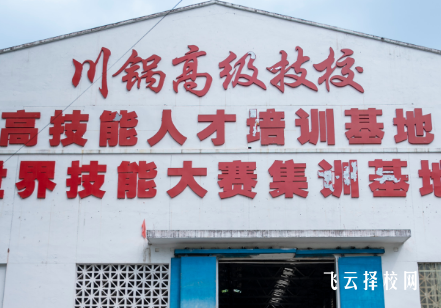 川锅高级技校
高技能人才培训基地
世界技能大赛集训基地
飞云择校网